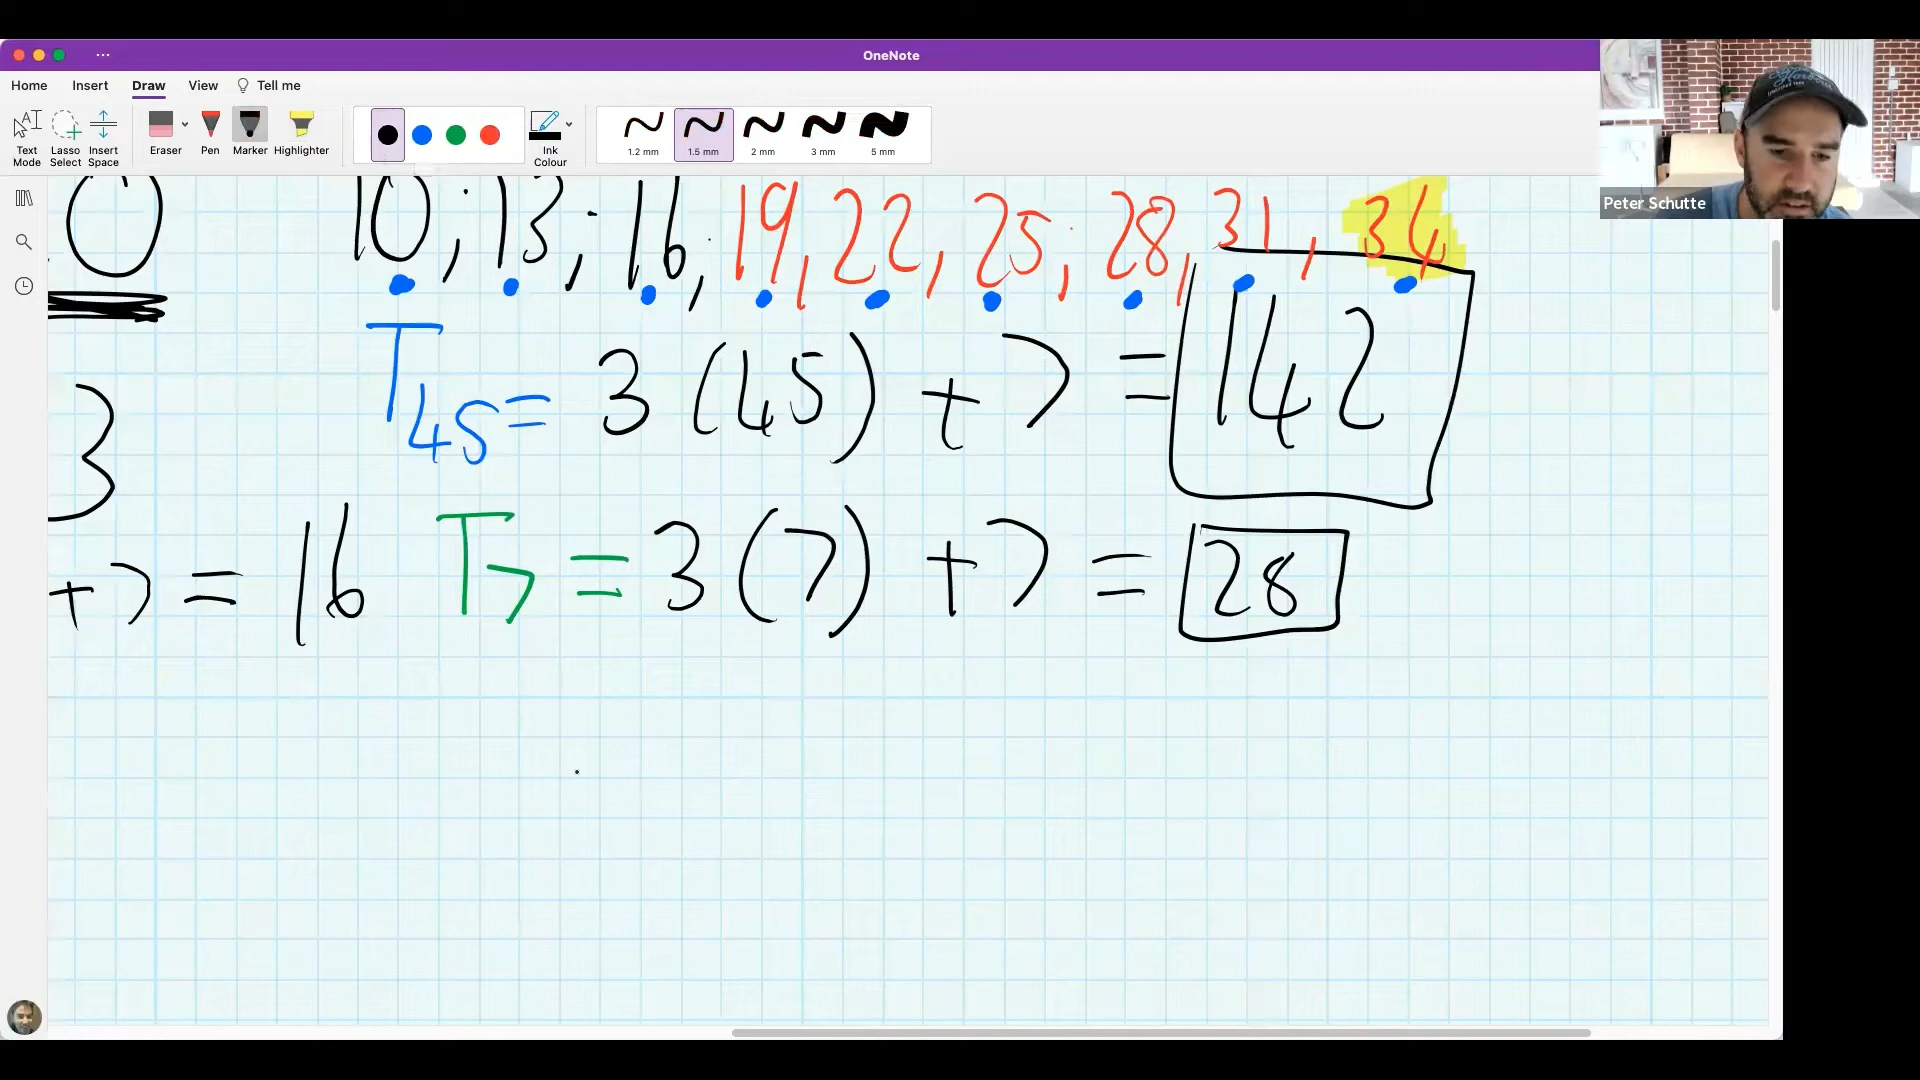 OneNote
Home Insert Draw View Tell me
Text Mode Lasso Select Insert Space Eraser Pen Marker Highlighter Ink Colour 1.2 mm 1.5 mm 2 mm 3 mm 5 mm
Peter Schutte
0 10; 13; 16, 19, 22, 25, 28, 31, 34
T45 = 3(45) + 7 = 142
3
+7 = 16 T7 = 3(7) + 7 = 28